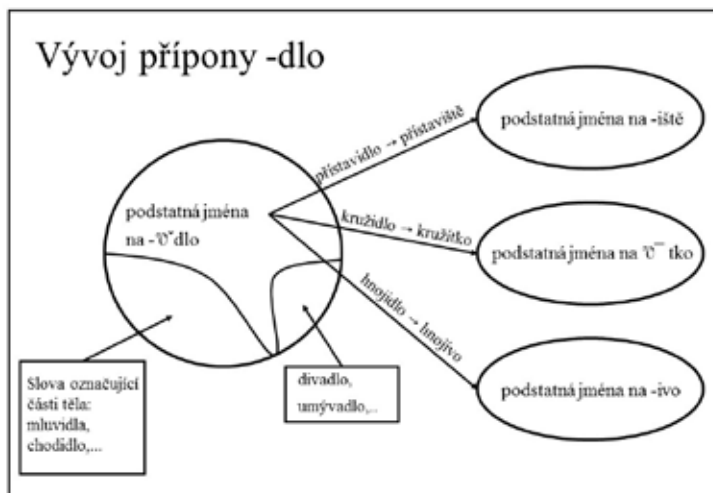 Vývoj přípony -dlo
podstatná jména na -iště
přístavidlo → přístaviště
podstatná jména
na -v̆dlo
kružidlo → kružítko
podstatná jména na v̄ tko
hnojidlo → hnojivo
podstatná jména na -ivo
Slova označující
části těla:
mluvidla,
chodidlo,...
divadlo,
umývadlo,..